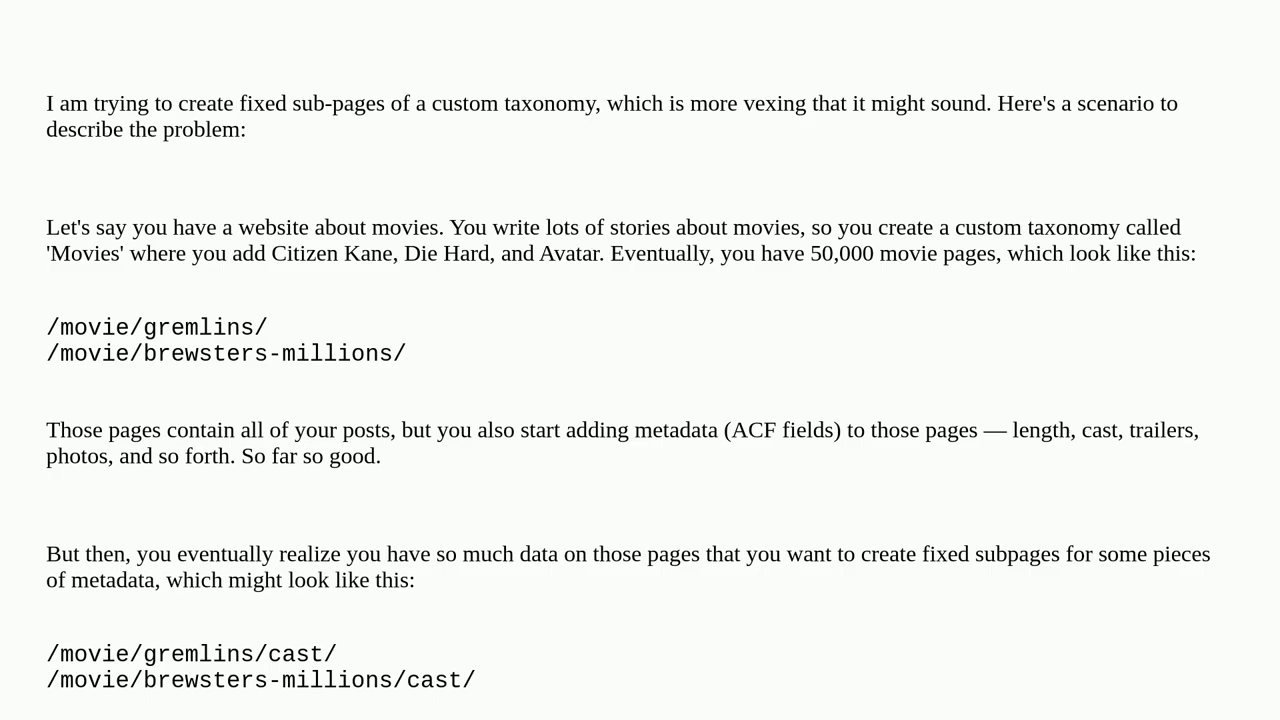 I am trying to create fixed sub-pages of a custom taxonomy, which is more vexing that it might sound. Here's a scenario to
describe the problem:
Let's say you have a website about movies. You write lots of stories about movies, so you create a custom taxonomy called
'Movies' where you add Citizen Kane, Die Hard, and Avatar. Eventually, you have 50,000 movie pages, which look like this:
/movie/gremlins/
/movie/brewsters-millions/
Those pages contain all of your posts, but you also start adding metadata (ACF fields) to those pages — length, cast, trailers,
photos, and so forth. So far so good.
But then, you eventually realize you have so much data on those pages that you want to create fixed subpages for some pieces
of metadata, which might look like this:
/movie/gremlins/cast/
/movie/brewsters-millions/cast/